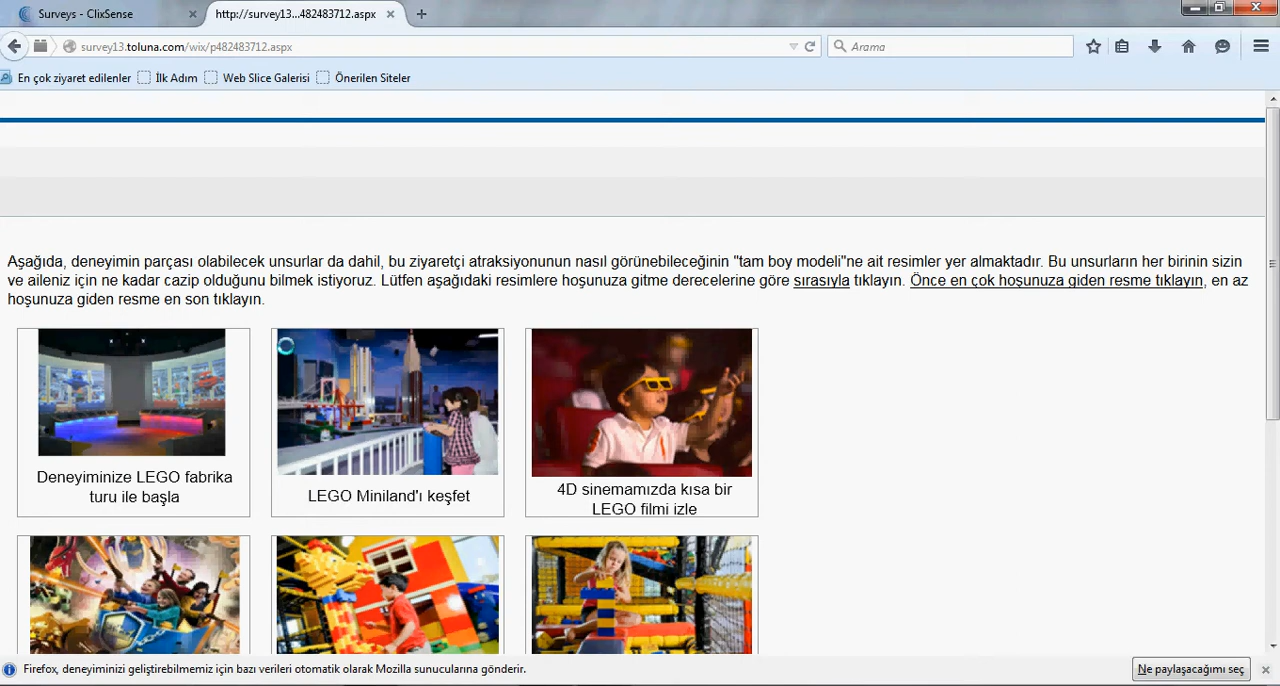 Surveys - ClixSense
http://survey13...482483712.aspx
survey13.toluna.com/wix/p482483712.aspx
Arama
En çok ziyaret edilenler
İlk Adım
Web Slice Galerisi
Önerilen Siteler
Aşağıda, deneyimin parçası olabilecek unsurlar da dahil, bu ziyaretçi atraksiyonunun nasıl görünebileceğinin "tam boy modeli"ne ait resimler yer almaktadır. Bu unsurların her birinin sizin
ve aileniz için ne kadar cazip olduğunu bilmek istiyoruz. Lütfen aşağıdaki resimlere hoşunuza gitme derecelerine göre sırasıyla tıklayın. Önce en çok hoşunuza giden resme tıklayın, en az
hoşunuza giden resme en son tıklayın.
Deneyiminize LEGO fabrika
turu ile başla
LEGO Miniland'ı keşfet
4D sinemamızda kısa bir
LEGO filmi izle
Firefox, deneyiminizi geliştirebilmemiz için bazı verileri otomatik olarak Mozilla sunucularına gönderir.
Ne paylaşacağımı seç